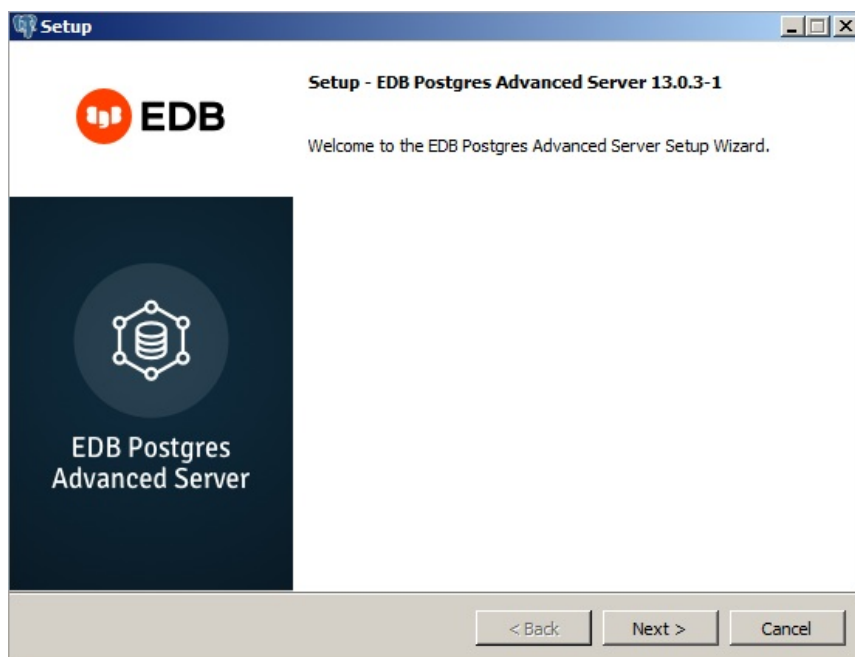 Setup
EDB
Setup - EDB Postgres Advanced Server 13.0.3-1
Welcome to the EDB Postgres Advanced Server Setup Wizard.
EDB Postgres
Advanced Server
< Back
Next >
Cancel